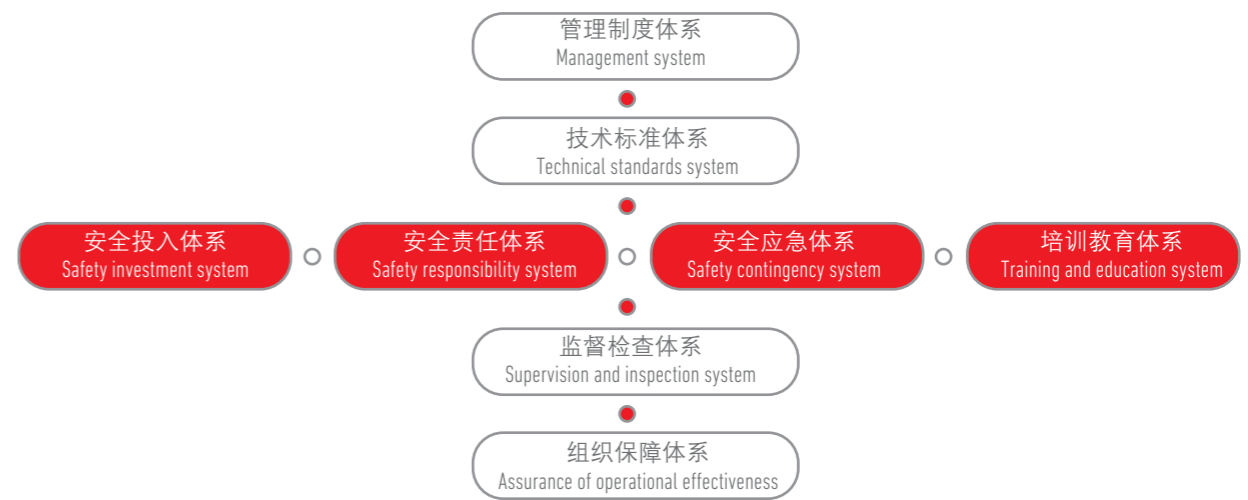 管理制度体系
Management system
技术标准体系
Technical standards system
安全投入体系
Safety investment system
安全责任体系
Safety responsibility system
安全应急体系
Safety contingency system
培训教育体系
Training and education system
监督检查体系
Supervision and inspection system
组织保障体系
Assurance of operational effectiveness